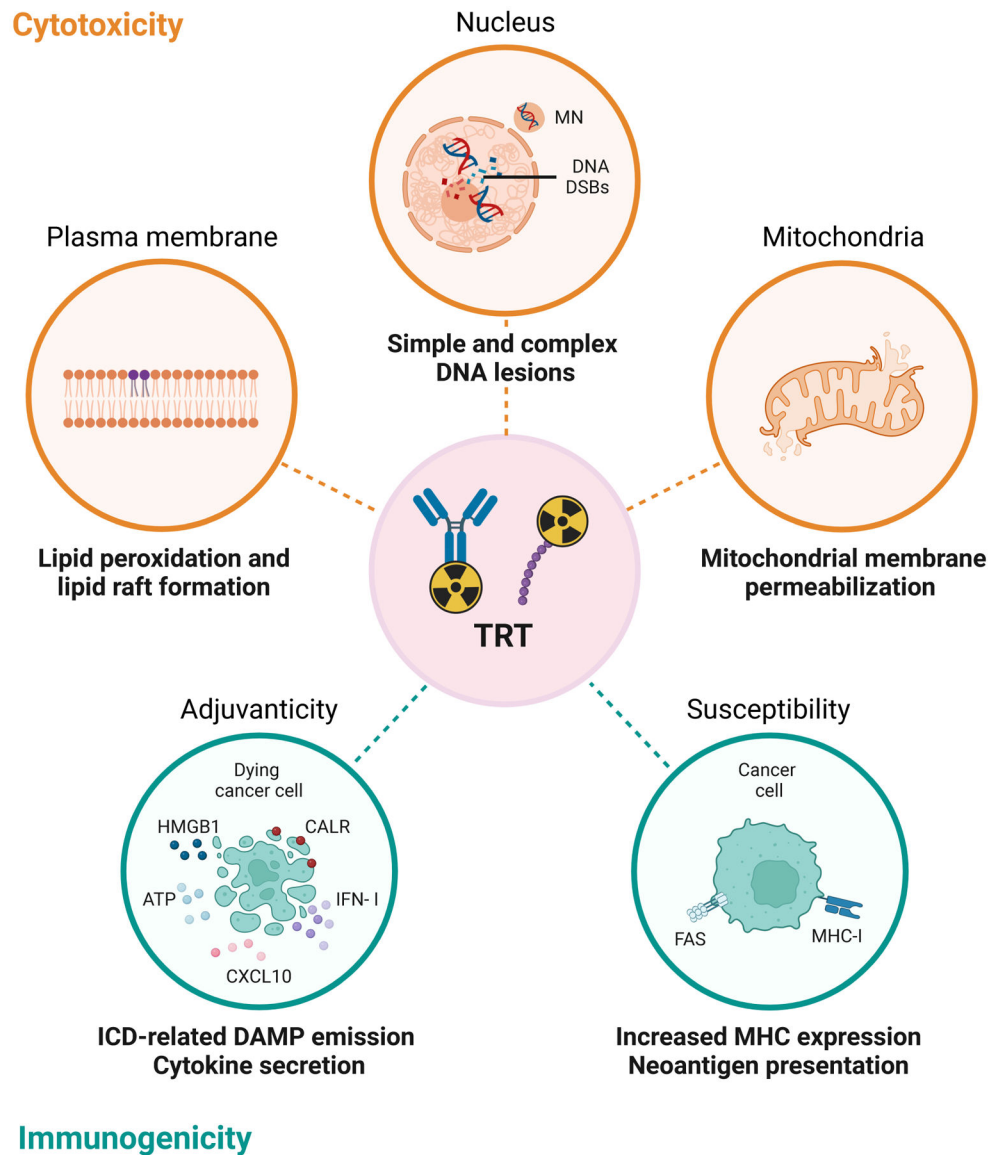 Cytotoxicity
Nucleus
MN
DNA
DSBs
Simple and complex
DNA lesions
Plasma membrane
Lipid peroxidation and
lipid raft formation
Mitochondria
Mitochondrial membrane
permeabilization
TRT
Adjuvanticity
Dying
cancer cell
HMGB1
CALR
ATP
IFN- I
CXCL10
ICD-related DAMP emission
Cytokine secretion
Susceptibility
Cancer
cell
FAS
MHC-I
Increased MHC expression
Neoantigen presentation
Immunogenicity